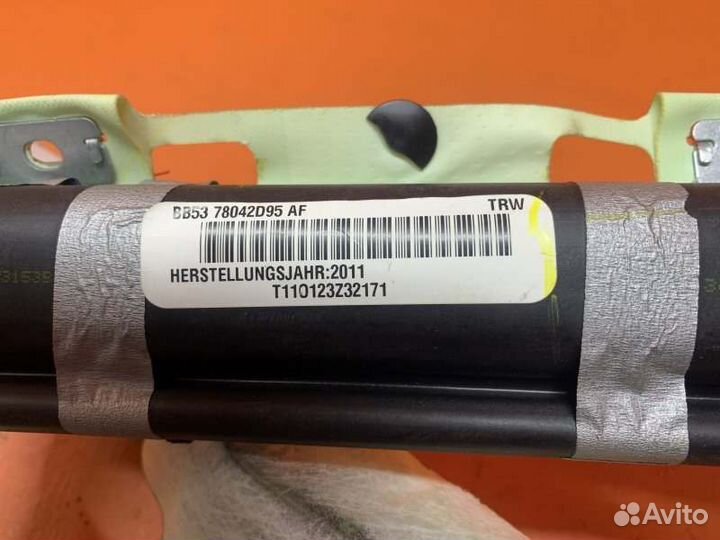 BB53 78042D95 AF TRW
HERSTELLUNGSJAHR:2011
T110123Z32171
Avito